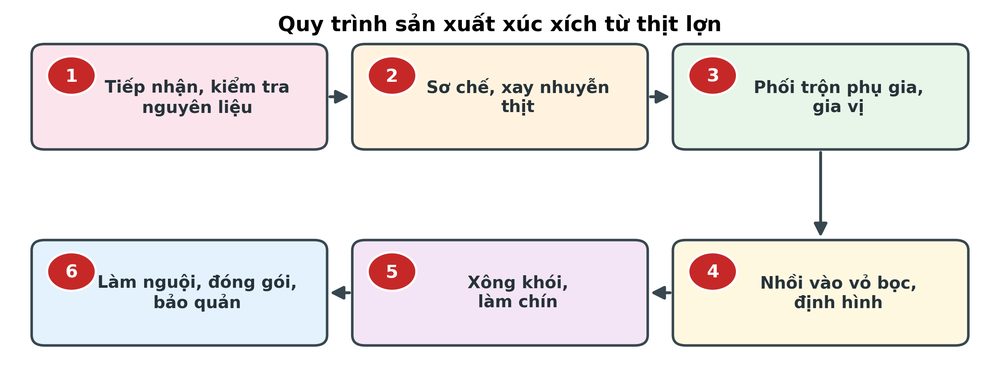 Quy trình sản xuất xúc xích từ thịt lợn
1
Tiếp nhận, kiểm tra
nguyên liệu
2
Sơ chế, xay nhuyễn
thịt
3
Phối trộn phụ gia,
gia vị
4
Nhồi vào vỏ bọc,
định hình
5
Xông khói,
làm chín
6
Làm nguội, đóng gói,
bảo quản